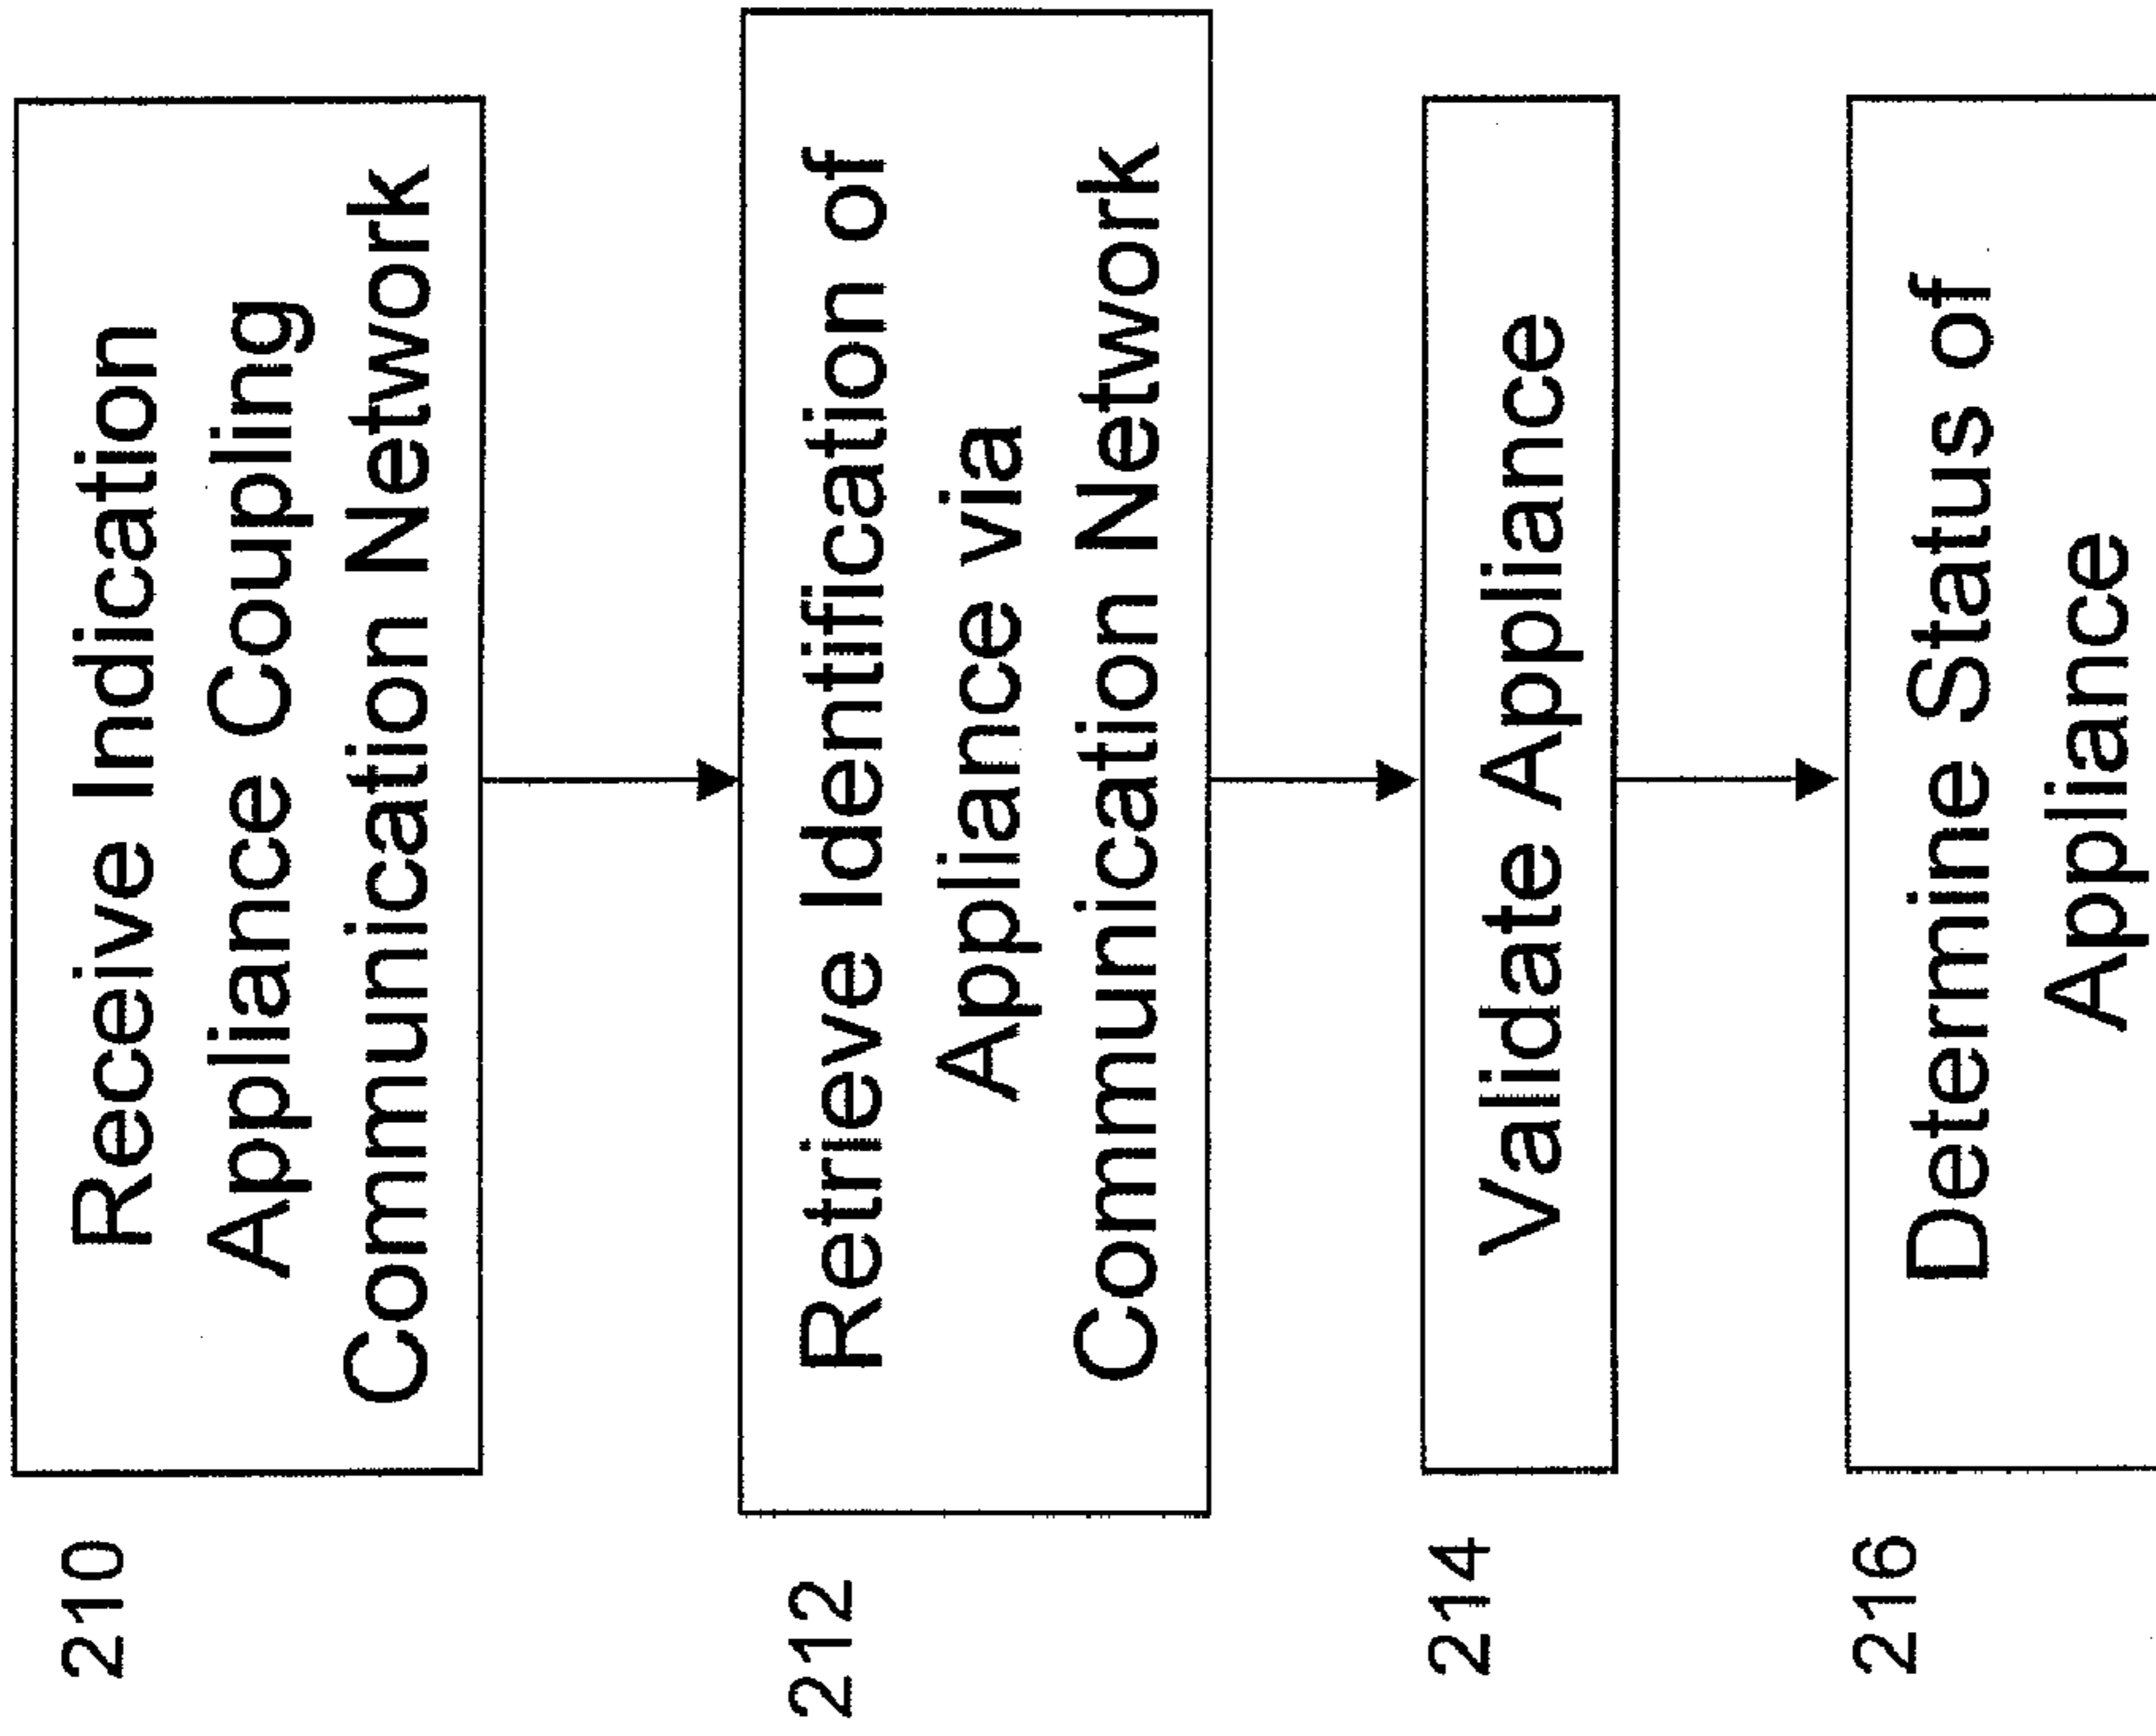 210
Receive Indication
Appliance Coupling
Communication Network
212
Retrieve Identification of
Appliance via
Communication Network
214
Validate Appliance
216
Determine Status of
Appliance